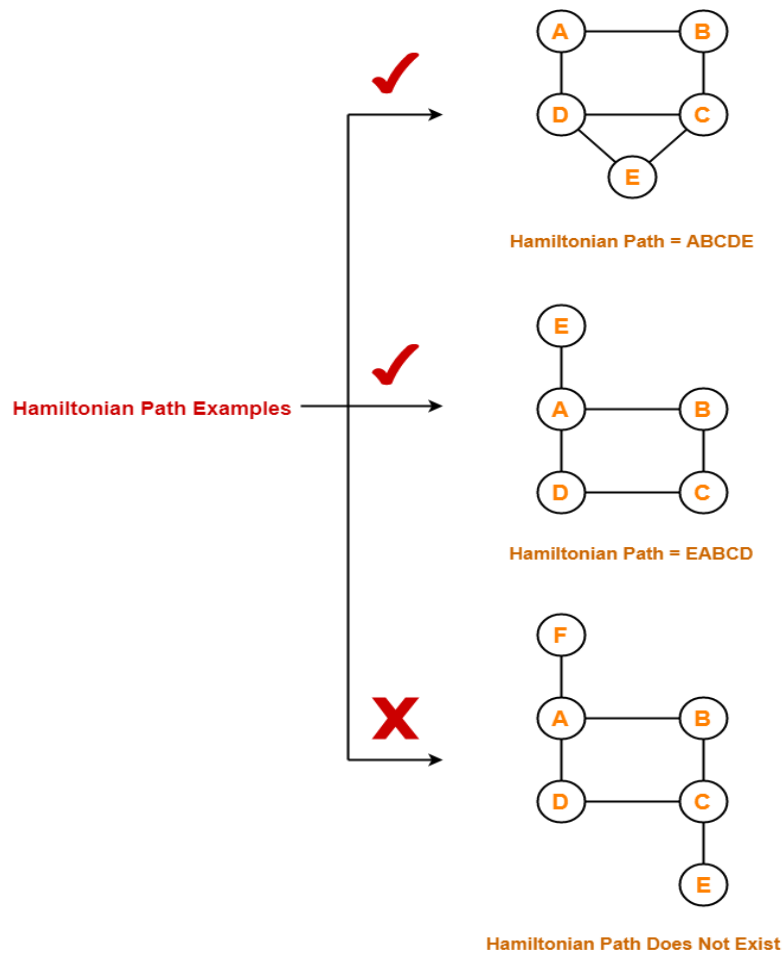 A B
D C
E
Hamiltonian Path = ABCDE
E
Hamiltonian Path Examples
A B
D C
Hamiltonian Path = EABCD
F
A B
D C
E
Hamiltonian Path Does Not Exist